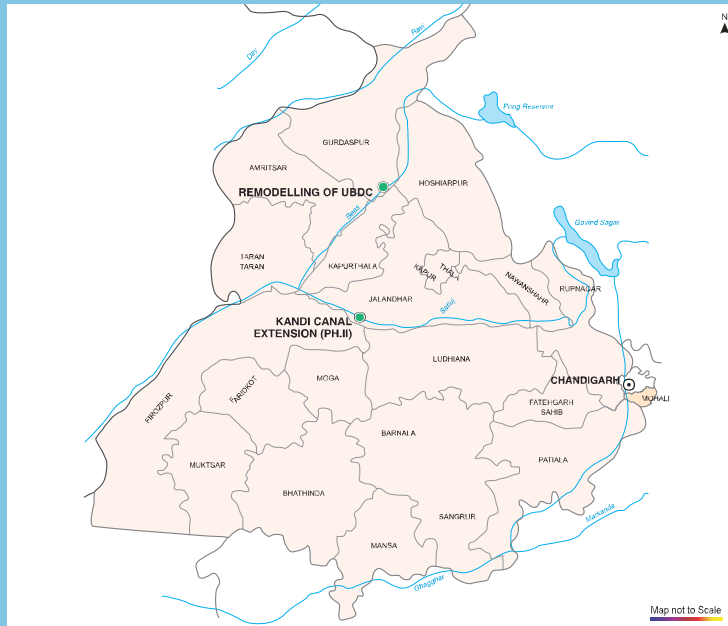 N
Ravi
Dey
Pong Reservoir
GURDASPUR
AMRITSAR
HOSHIARPUR
REMODELLING OF UBDC
Beas
Govind Sagar
TARAN
TARAN
KAPURTHALA
KAPUR
THALA
NAWANSHAHR
RUPNAGAR
JALANDHAR
Satluj
KANDI CANAL
EXTENSION (PH.II)
LUDHIANA
MOGA
CHANDIGARH
FARIDKOT
FIROZPUR
FATEHGARH
SAHIB
MOHALI
BARNALA
MUKTSAR
PATIALA
BHATHINDA
SANGRUR
Markanda
MANSA
Ghagghar
Map not to Scale